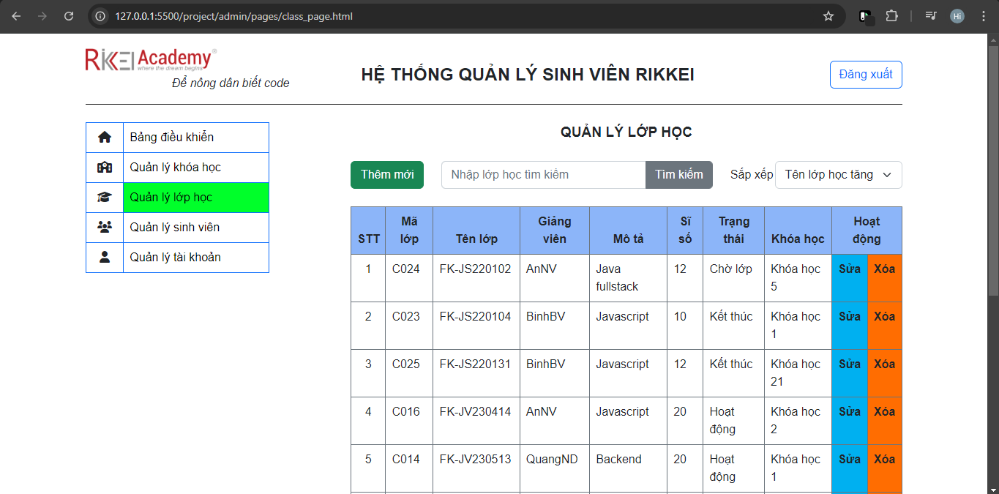 127.0.0.1:5500/project/admin/pages/class_page.html
Hi
RIKKEI Academy®
where the dream begins
Để nông dân biết code
HỆ THỐNG QUẢN LÝ SINH VIÊN RIKKEI
Đăng xuất
Bảng điều khiển
Quản lý khóa học
Quản lý lớp học
Quản lý sinh viên
Quản lý tài khoản
QUẢN LÝ LỚP HỌC
Thêm mới Nhập lớp học tìm kiếm Tìm kiếm Sắp xếp Tên lớp học tăng
STT Mã lớp Tên lớp Giảng viên Mô tả Sĩ số Trạng thái Khóa học Hoạt động
1 C024 FK-JS220102 AnNV Java fullstack 12 Chờ lớp Khóa học 5 Sửa Xóa
2 C023 FK-JS220104 BinhBV Javascript 10 Kết thúc Khóa học 1 Sửa Xóa
3 C025 FK-JS220131 BinhBV Javascript 12 Kết thúc Khóa học 21 Sửa Xóa
4 C016 FK-JV230414 AnNV Javascript 20 Hoạt động Khóa học 2 Sửa Xóa
5 C014 FK-JV230513 QuangND Backend 20 Hoạt động Khóa học 1 Sửa Xóa